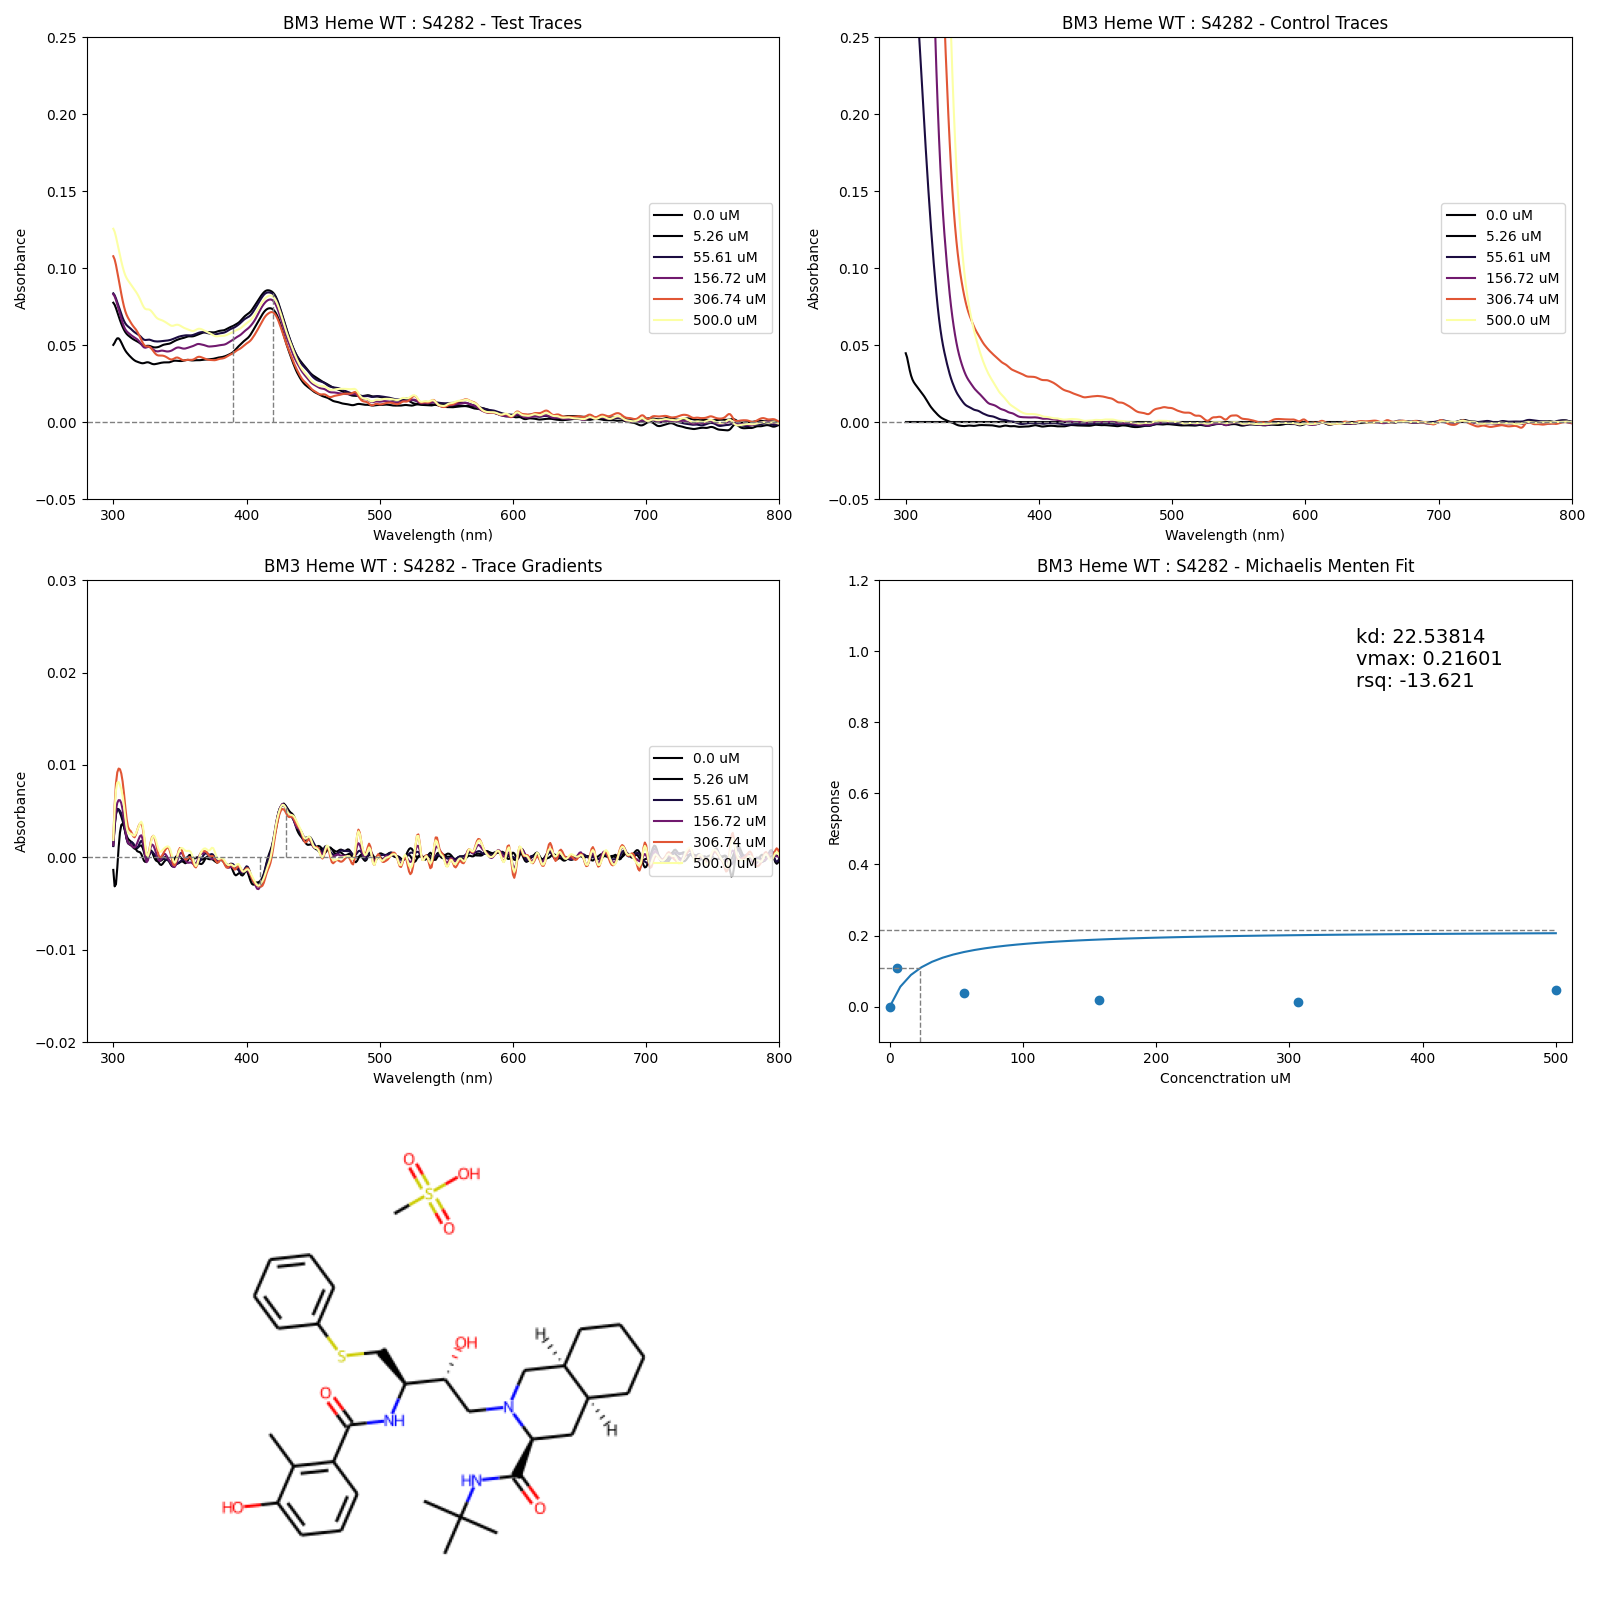 BM3 Heme WT : S4282 - Test Traces
Absorbance
0.25
0.20
0.15
0.10
0.05
0.00
−0.05
300 400 500 600 700 800
Wavelength (nm)
0.0 uM
5.26 uM
55.61 uM
156.72 uM
306.74 uM
500.0 uM
BM3 Heme WT : S4282 - Control Traces
Absorbance
0.25
0.20
0.15
0.10
0.05
0.00
−0.05
300 400 500 600 700 800
Wavelength (nm)
0.0 uM
5.26 uM
55.61 uM
156.72 uM
306.74 uM
500.0 uM
BM3 Heme WT : S4282 - Trace Gradients
Absorbance
0.03
0.02
0.01
0.00
−0.01
−0.02
300 400 500 600 700 800
Wavelength (nm)
0.0 uM
5.26 uM
55.61 uM
156.72 uM
306.74 uM
500.0 uM
BM3 Heme WT : S4282 - Michaelis Menten Fit
Response
1.2
1.0
0.8
0.6
0.4
0.2
0.0
0 100 200 300 400 500
Concenctration uM
kd: 22.53814
vmax: 0.21601
rsq: -13.621
O
OH
S
O
S
OH
H
O
NH
N
H
HN
O
HO